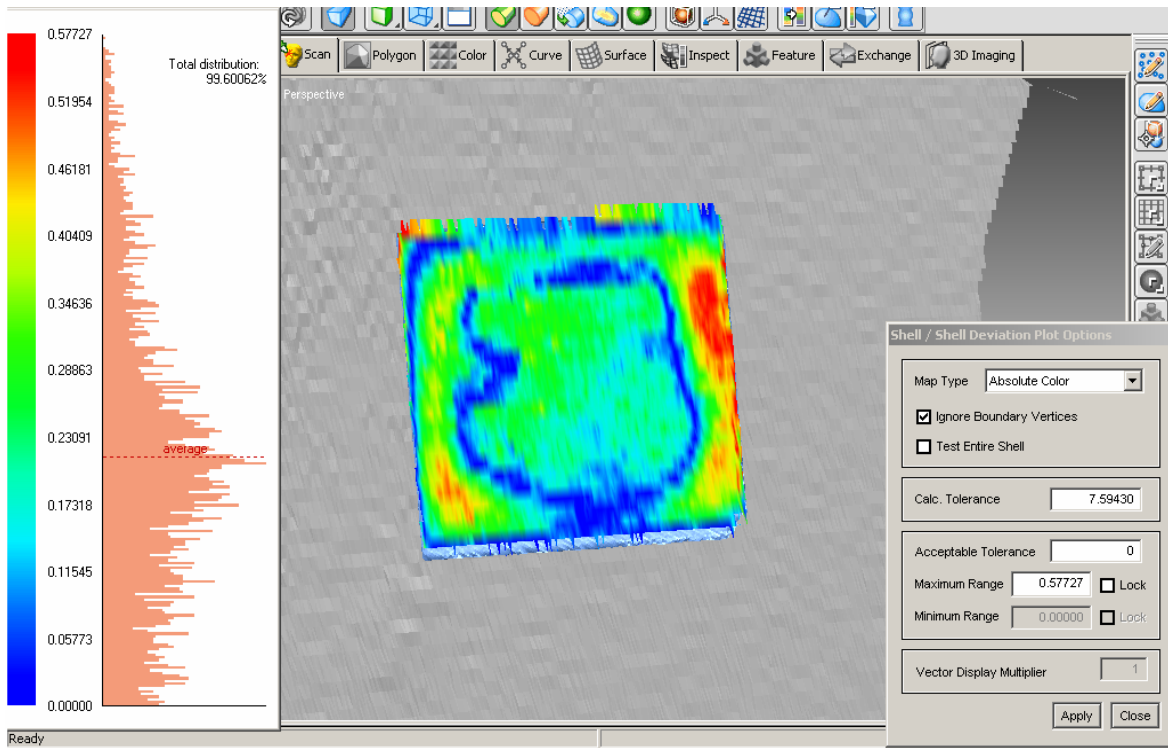 0.57727
0.51954
0.46181
0.40409
0.34636
0.28863
0.23091
0.17318
0.11545
0.05773
0.00000
Total distribution:
99.60062%
average
Scan Polygon Color Curve Surface Inspect Feature Exchange 3D Imaging
Perspective
Shell / Shell Deviation Plot Options
Map Type Absolute Color
Ignore Boundary Vertices
Test Entire Shell
Calc. Tolerance 7.59430
Acceptable Tolerance 0
Maximum Range 0.57727 Lock
Minimum Range 0.00000 Lock
Vector Display Multiplier 1
Apply Close
Ready